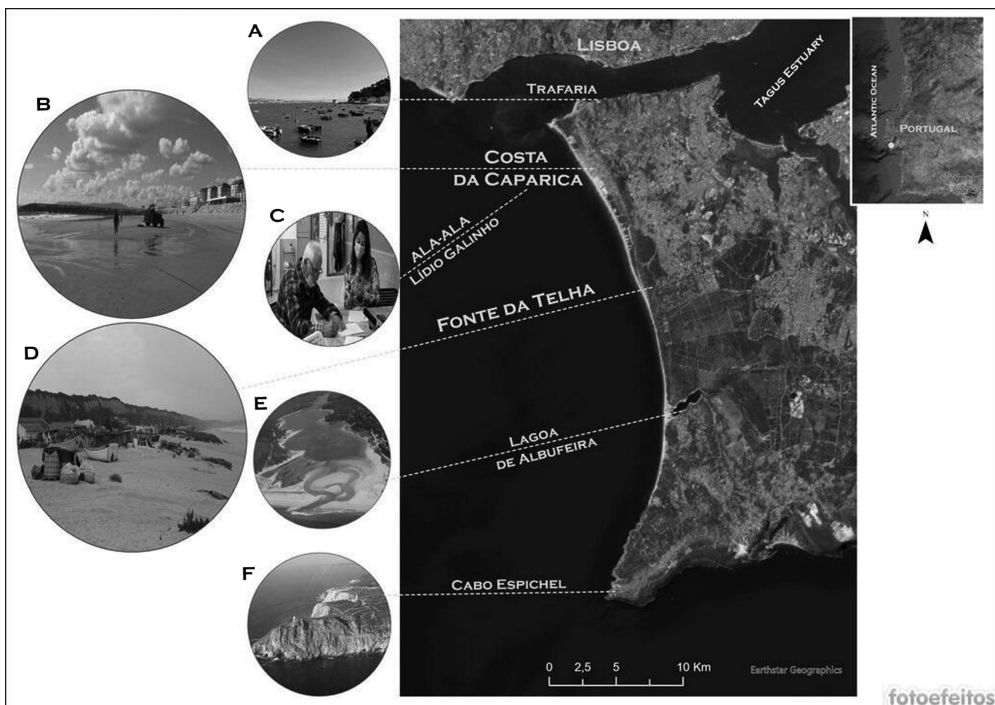 A
B
C
D
E
F
LISBOA
TRAFARIA
TAGUS ESTUARY
COSTA
DA CAPARICA
ALA-ALA
LÍDIO GALINHO
FONTE DA TELHA
LAGOA
DE ALBUFEIRA
CABO ESPICHEL
0 2,5 5 10 Km
Earthstar Geographics
ATLANTIC OCEAN
PORTUGAL
N
fotoefeitos